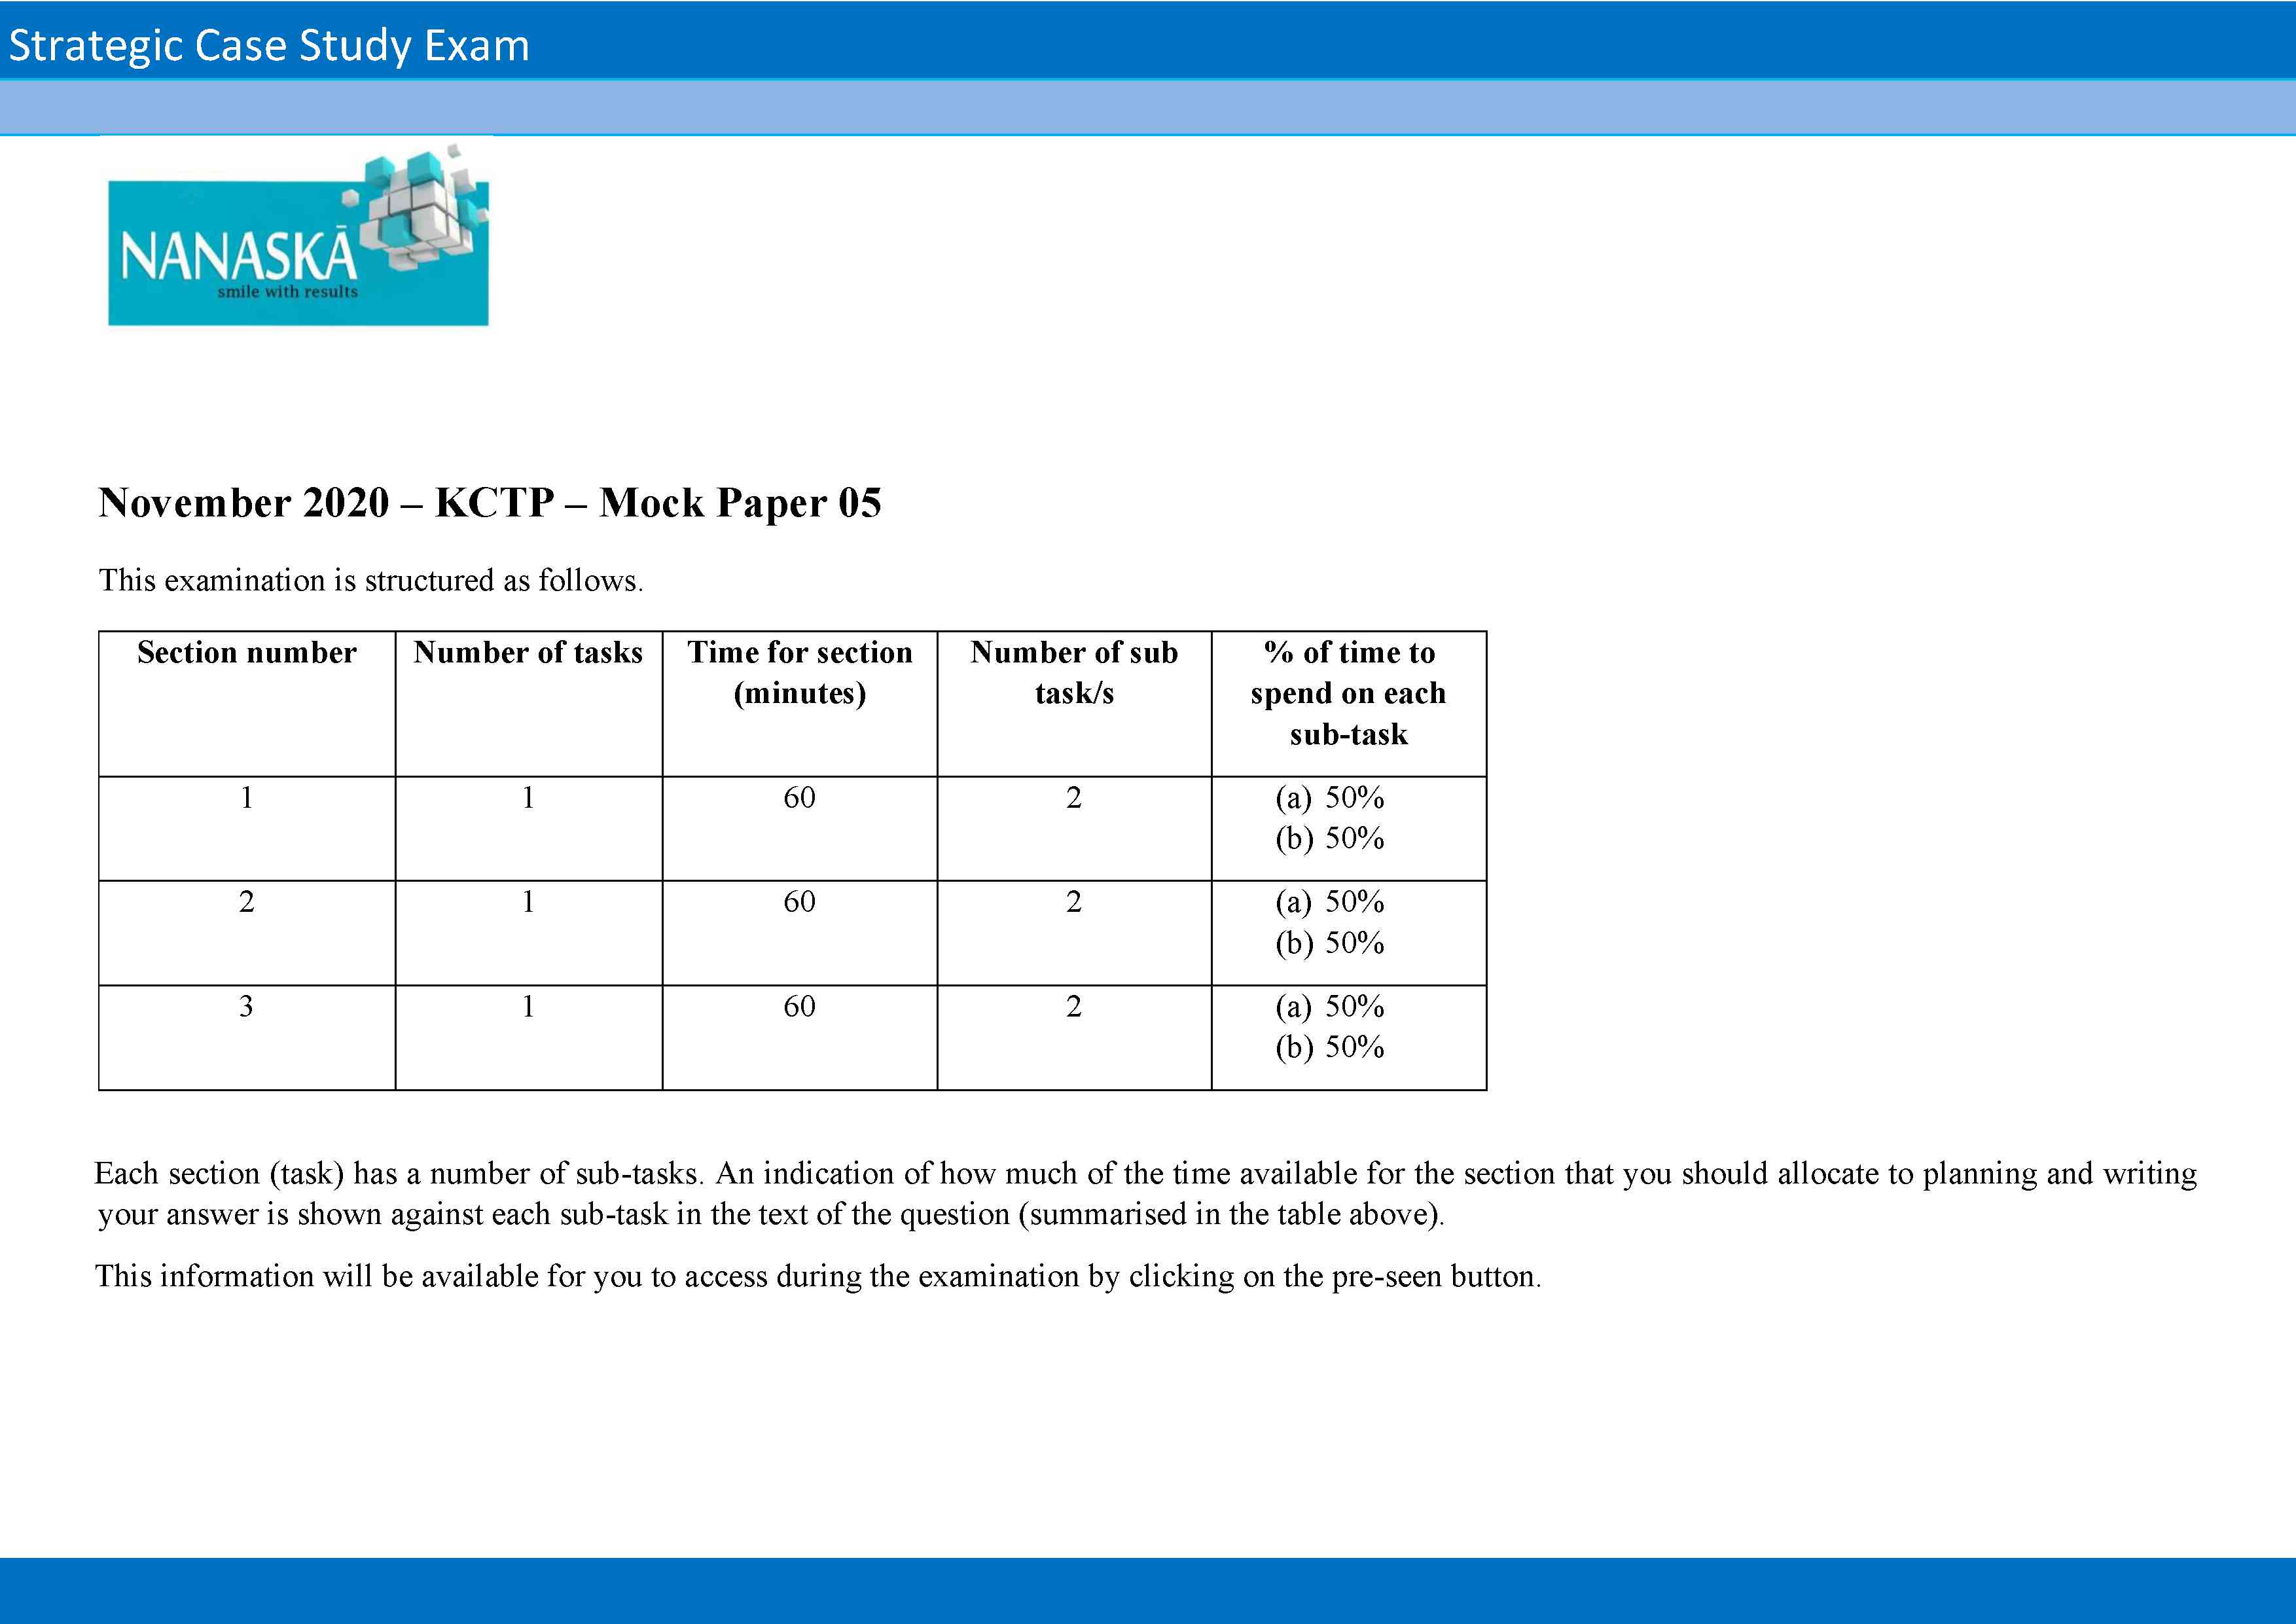 Strategic Case Study Exam
NANASKĀ
smile with results
November 2020 – KCTP – Mock Paper 05
This examination is structured as follows.
Section number Number of tasks Time for section (minutes) Number of sub task/s % of time to spend on each sub-task
1 1 60 2 (a) 50%
(b) 50%
2 1 60 2 (a) 50%
(b) 50%
3 1 60 2 (a) 50%
(b) 50%
Each section (task) has a number of sub-tasks. An indication of how much of the time available for the section that you should allocate to planning and writing
your answer is shown against each sub-task in the text of the question (summarised in the table above).
This information will be available for you to access during the examination by clicking on the pre-seen button.